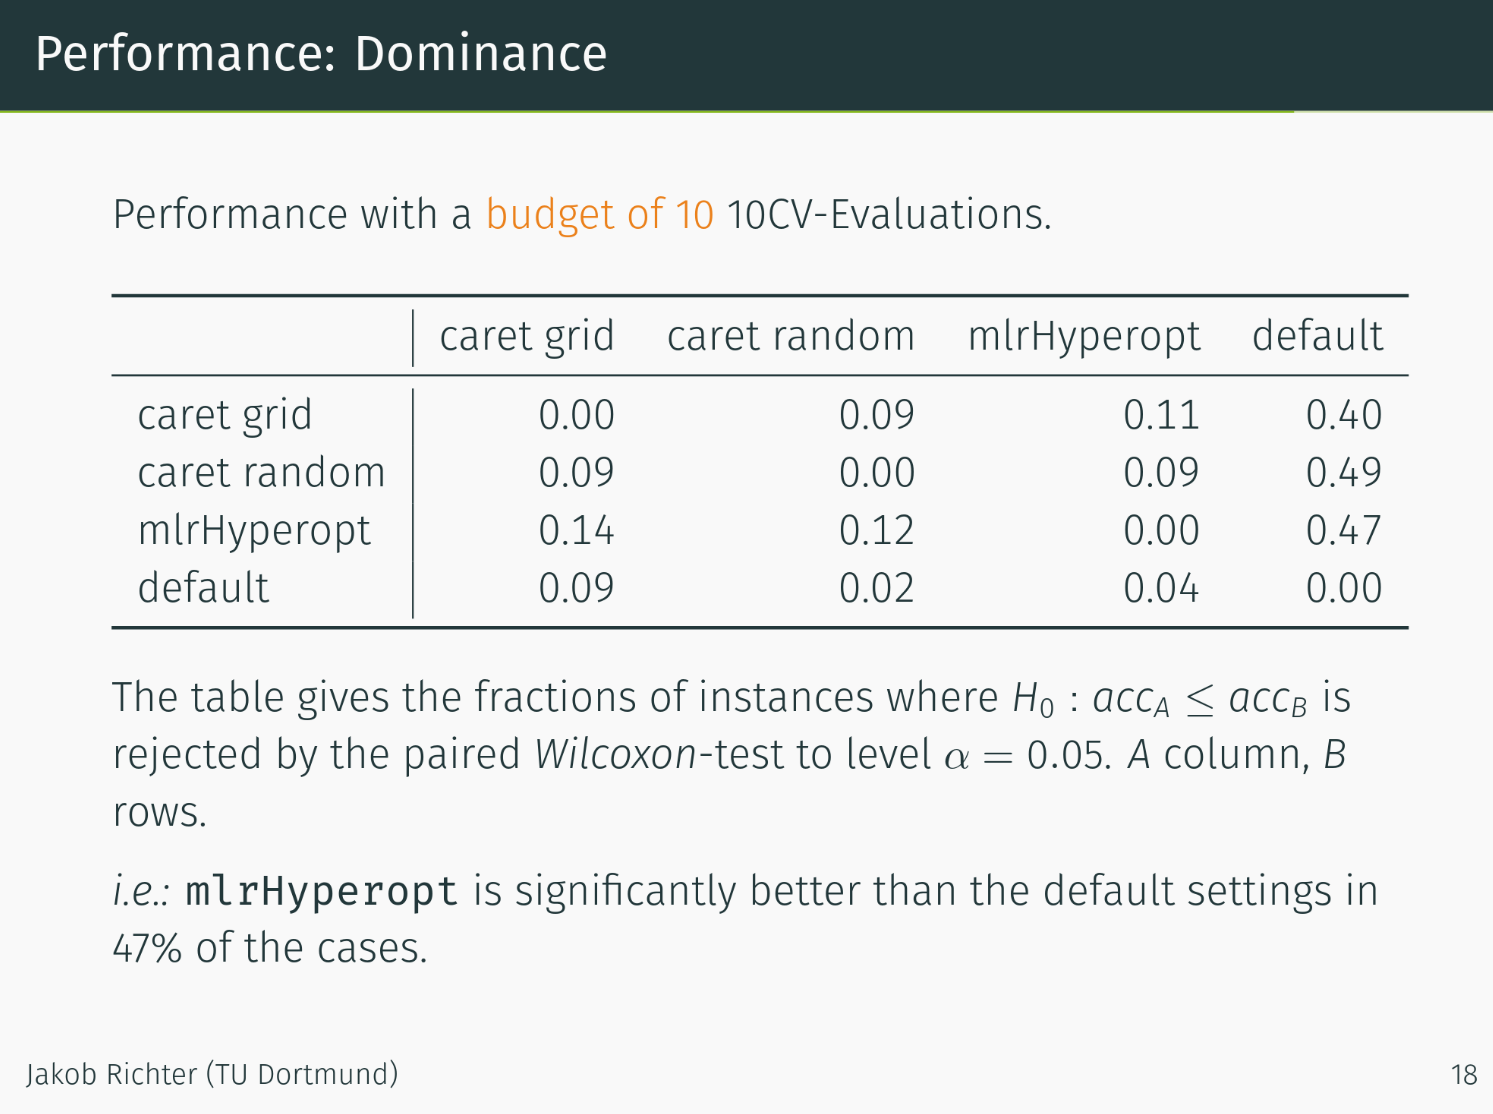 Performance: Dominance
Performance with a budget of 10 10CV-Evaluations.
caret grid caret random mlrHyperopt default
caret grid 0.00 0.09 0.11 0.40
caret random 0.09 0.00 0.09 0.49
mlrHyperopt 0.14 0.12 0.00 0.47
default 0.09 0.02 0.04 0.00
The table gives the fractions of instances where H₀ : acc_A ≤ acc_B is
rejected by the paired Wilcoxon-test to level α = 0.05. A column, B
rows.
i.e.: mlrHyperopt is significantly better than the default settings in
47% of the cases.
Jakob Richter (TU Dortmund) 18